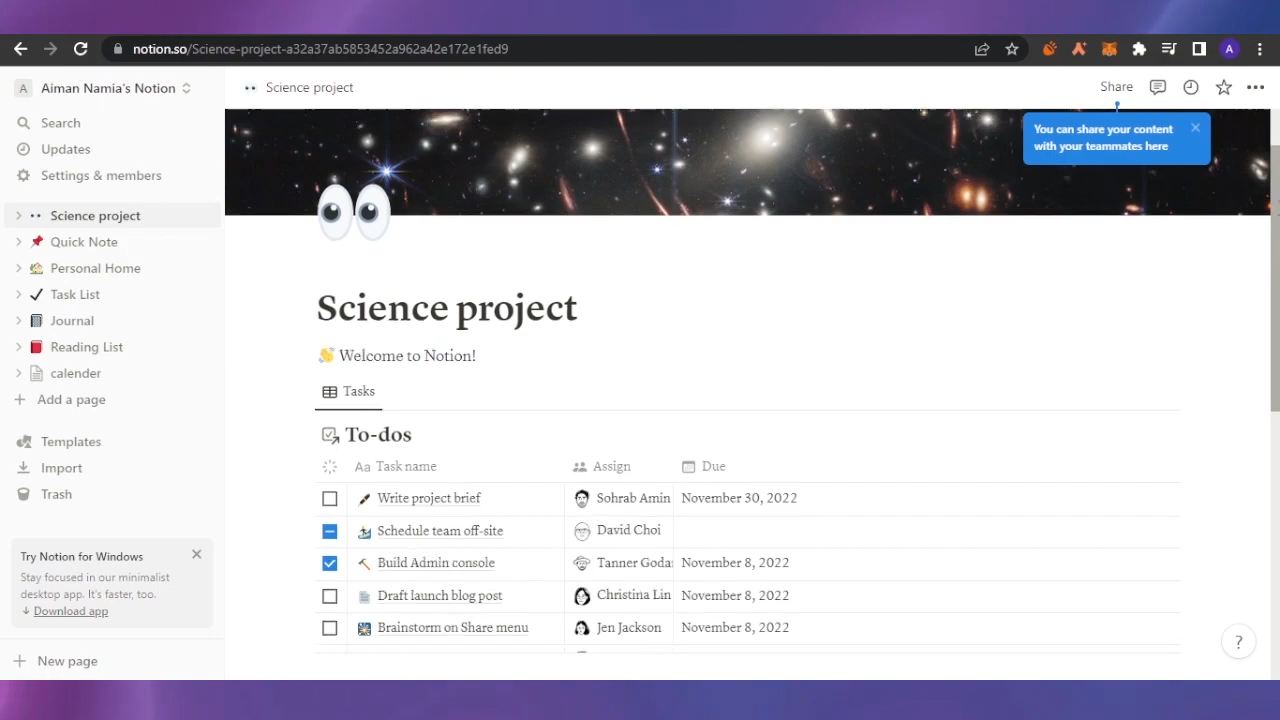 notion.so/Science-project-a32a37ab5853452a962a42e172e1fed9
A
A Aiman Namia's Notion
Science project
Share
Search
Updates
Settings & members
You can share your content
with your teammates here
Science project
Quick Note
Personal Home
Task List
Journal
Reading List
calender
Add a page
Templates
Import
Trash
Try Notion for Windows
Stay focused in our minimalist
desktop app. It's faster, too.
↓ Download app
New page
Science project
👋 Welcome to Notion!
Tasks
To-dos
Aa Task name Assign Due
Write project brief Sohrab Amin November 30, 2022
Schedule team off-site David Choi
Build Admin console Tanner Goda November 8, 2022
Draft launch blog post Christina Lin November 8, 2022
Brainstorm on Share menu Jen Jackson November 8, 2022
?